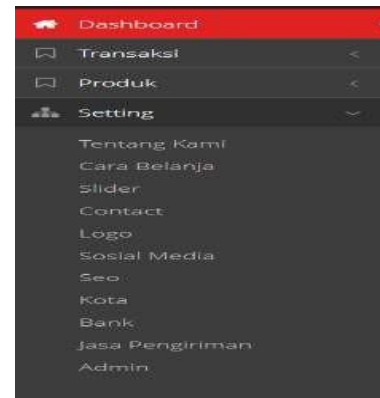 Dashboard
Transaksi
Produk
Setting
Tentang Kami
Cara Belanja
Slider
Contact
Logo
Sosial Media
Seo
Kota
Bank
Jasa Pengiriman
Admin